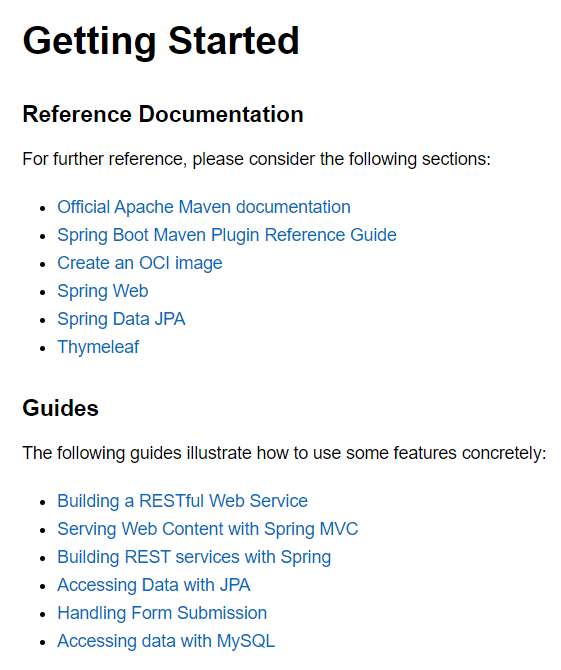 Getting Started
Reference Documentation
For further reference, please consider the following sections:
Official Apache Maven documentation
Spring Boot Maven Plugin Reference Guide
Create an OCI image
Spring Web
Spring Data JPA
Thymeleaf
Guides
The following guides illustrate how to use some features concretely:
Building a RESTful Web Service
Serving Web Content with Spring MVC
Building REST services with Spring
Accessing Data with JPA
Handling Form Submission
Accessing data with MySQL